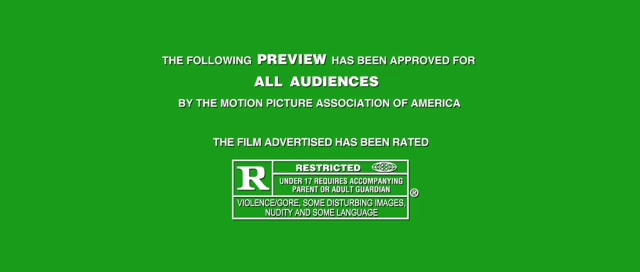 THE FOLLOWING PREVIEW HAS BEEN APPROVED FOR
ALL AUDIENCES
BY THE MOTION PICTURE ASSOCIATION OF AMERICA
THE FILM ADVERTISED HAS BEEN RATED
R
RESTRICTED
UNDER 17 REQUIRES ACCOMPANYING
PARENT OR ADULT GUARDIAN
®
VIOLENCE/GORE, SOME DISTURBING IMAGES,
NUDITY AND SOME LANGUAGE